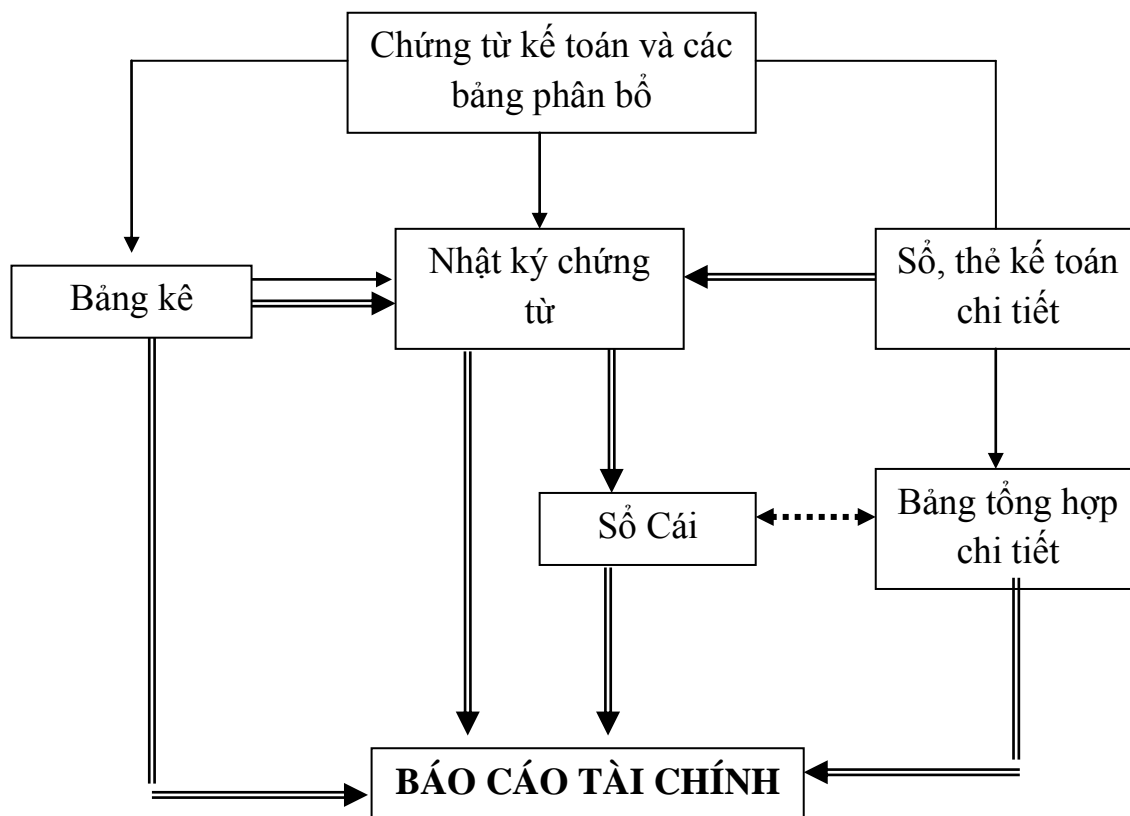 Chứng từ kế toán và các
bảng phân bổ
Bảng kê
Nhật ký chứng
từ
Sổ, thẻ kế toán
chi tiết
Sổ Cái
Bảng tổng hợp
chi tiết
BÁO CÁO TÀI CHÍNH